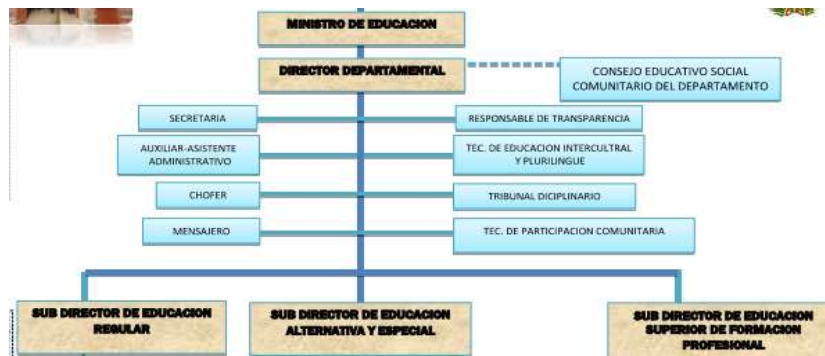 MINISTRO DE EDUCACION
DIRECTOR DEPARTAMENTAL
CONSEJO EDUCATIVO SOCIAL
COMUNITARIO DEL DEPARTAMENTO
SECRETARIA
RESPONSABLE DE TRANSPARENCIA
AUXILIAR-ASISTENTE
ADMINISTRATIVO
TEC. DE EDUCACION INTERCULTRAL
Y PLURILINGUE
CHOFER
TRIBUNAL DICIPLINARIO
MENSAJERO
TEC. DE PARTICIPACION COMUNITARIA
SUB DIRECTOR DE EDUCACION
REGULAR
SUB DIRECTOR DE EDUCACION
ALTERNATIVA Y ESPECIAL
SUB DIRECTOR DE EDUCACION
SUPERIOR DE FORMACION
PROFESIONAL